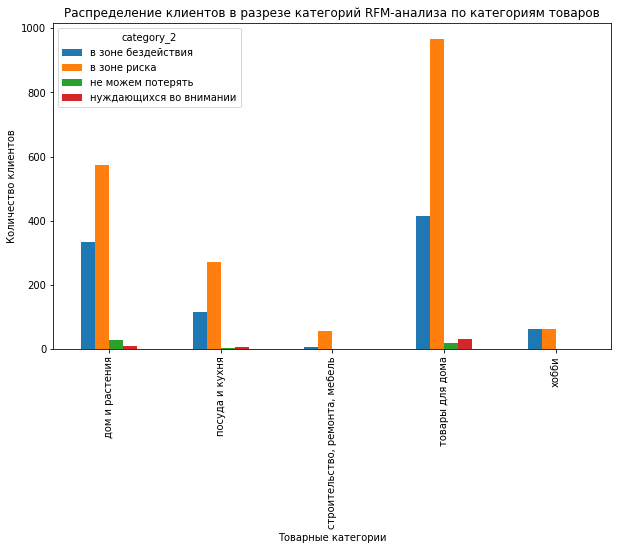 Распределение клиентов в разрезе категорий RFM-анализа по категориям товаров
category_2
в зоне бездействия
в зоне риска
не можем потерять
нуждающихся во внимании
Количество клиентов
1000
800
600
400
200
0
дом и растения
посуда и кухня
строительство, ремонта, мебель
товары для дома
хобби
Товарные категории